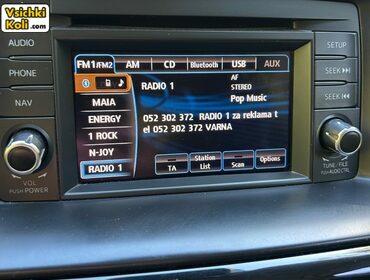 Vsichki
Koli.com
AUDIO
PHONE
NAV
VOL
PUSH POWER
FM1/FM2 AM CD Bluetooth USB AUX
MAIA
ENERGY
1 ROCK
N-JOY
RADIO 1
RADIO 1
AF
STEREO
Pop Music
052 302 372 RADIO 1 za reklama t
el 052 302 372 VARNA
TA
Station
List
Scan
Options
SETUP
SEEK
SEEK
TUNE/FILE
PUSH AUDIO CTRL